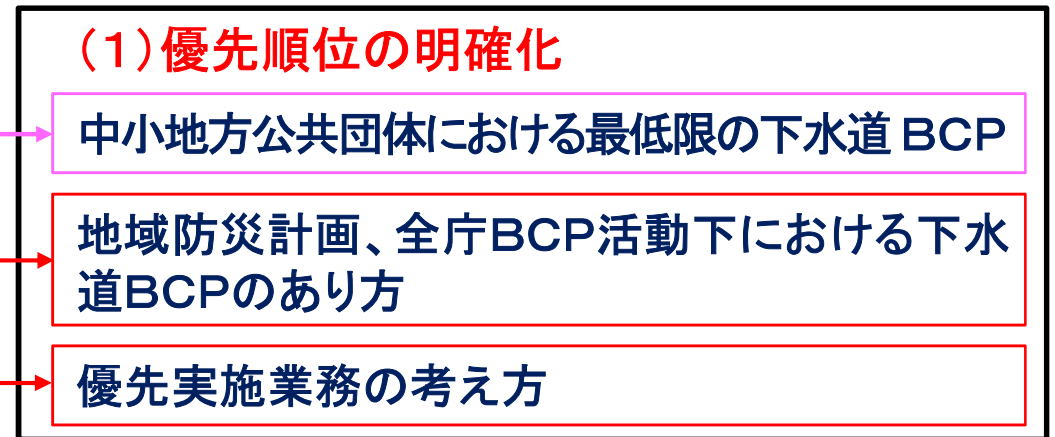 （１）優先順位の明確化
中小地方公共団体における最低限の下水道 BCP
地域防災計画、全庁BCP活動下における下水
道BCPのあり方
優先実施業務の考え方